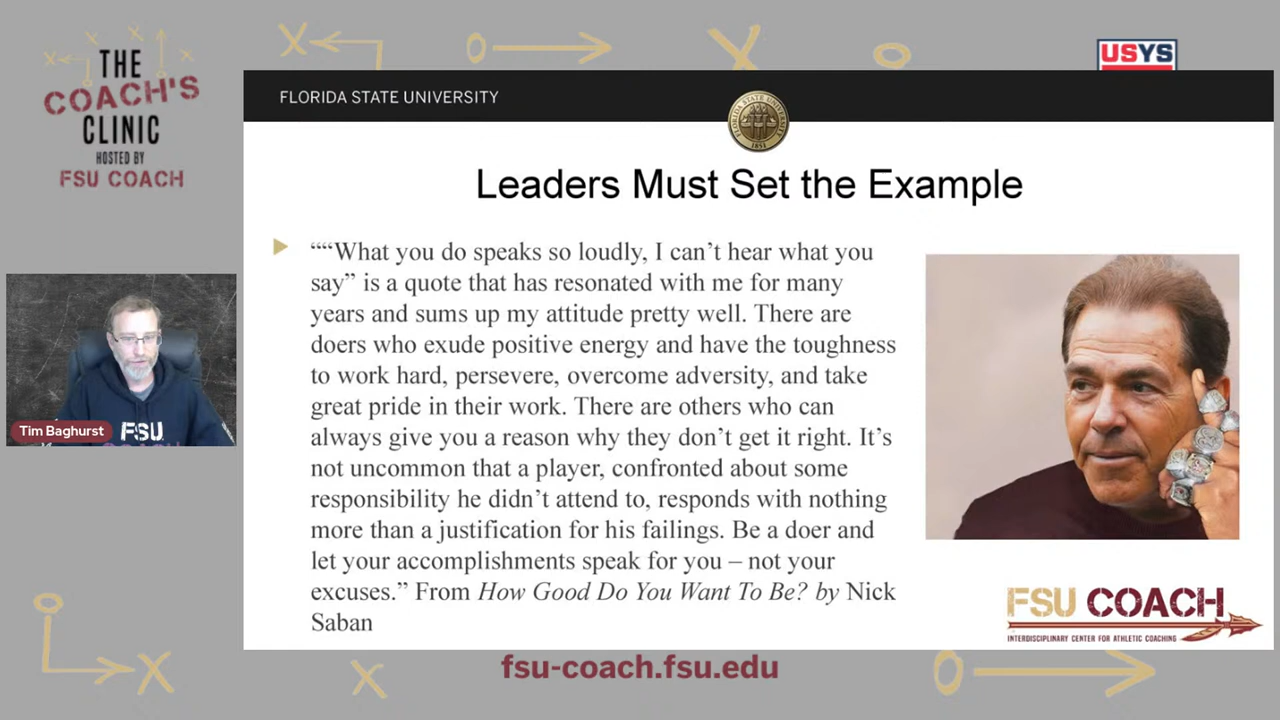 THE
COACH'S
CLINIC
HOSTED BY
FSU COACH
USYS
FLORIDA STATE UNIVERSITY
FLORIDA STATE UNIVERSITY
1851
Leaders Must Set the Example
““What you do speaks so loudly, I can’t hear what you
say” is a quote that has resonated with me for many
years and sums up my attitude pretty well. There are
doers who exude positive energy and have the toughness
to work hard, persevere, overcome adversity, and take
great pride in their work. There are others who can
always give you a reason why they don’t get it right. It’s
not uncommon that a player, confronted about some
responsibility he didn’t attend to, responds with nothing
more than a justification for his failings. Be a doer and
let your accomplishments speak for you – not your
excuses.” From How Good Do You Want To Be? by Nick
Saban
Tim Baghurst
FSU
FSU COACH
INTERDISCIPLINARY CENTER FOR ATHLETIC COACHING
fsu-coach.fsu.edu